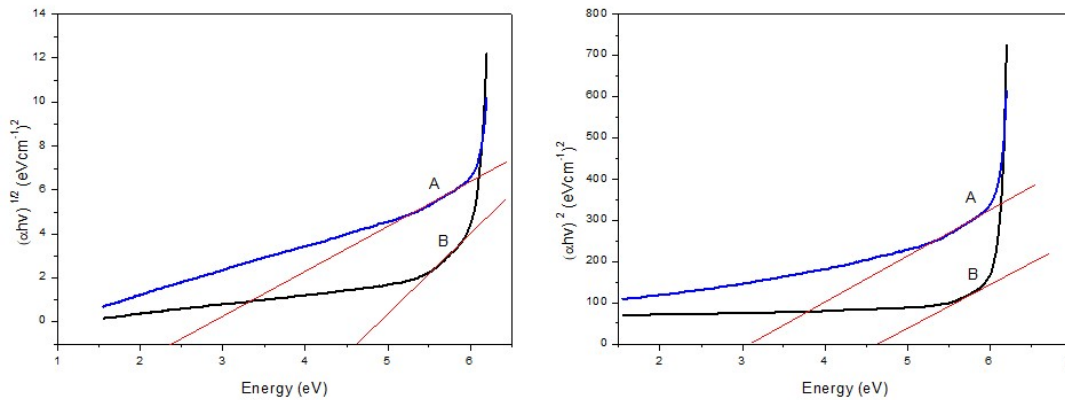 14
12
10
8
6
4
2
0
1 2 3 4 5 6
(αhν) 1/2 (eVcm-1)2
Energy (eV)
A
B
800
700
600
500
400
300
200
100
0
2 3 4 5 6
(αhν) 2 (eVcm-1)2
Energy (eV)
A
B